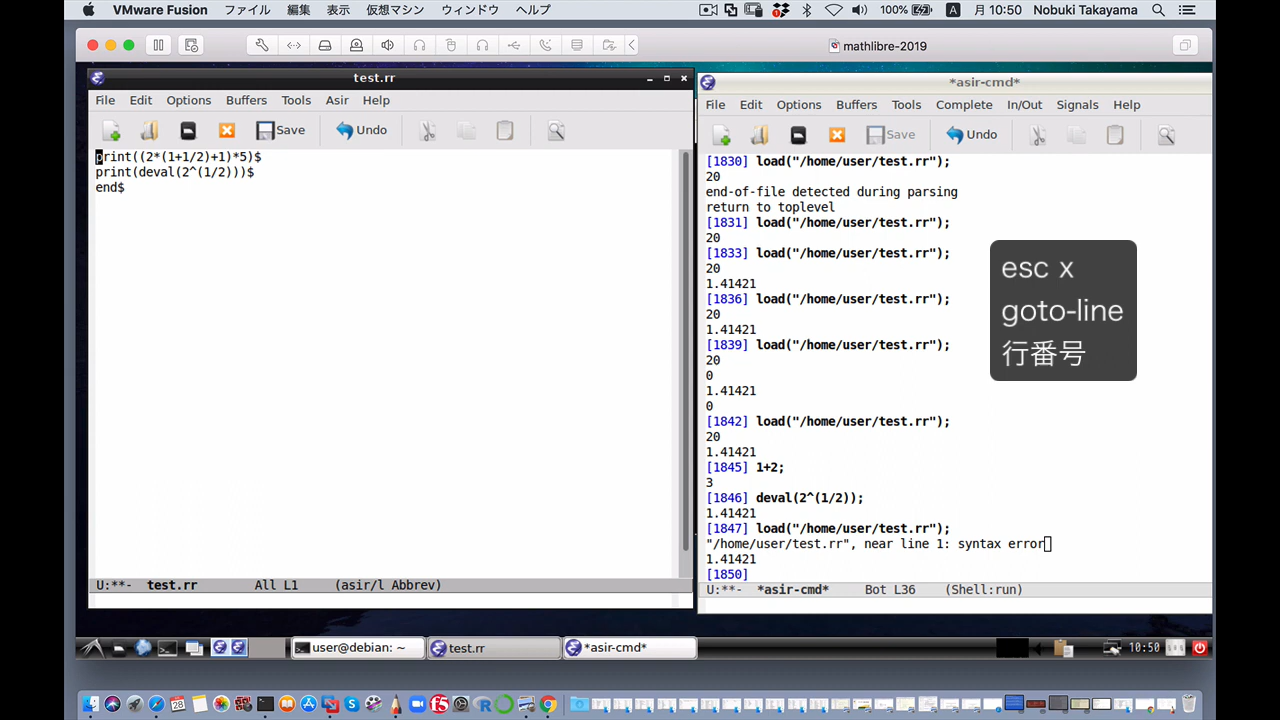 VMware Fusion ファイル 編集 表示 仮想マシン ウィンドウ ヘルプ 100% A 月 10:50 Nobuki Takayama
mathlibre-2019
test.rr
File Edit Options Buffers Tools Asir Help
Save Undo
print((2*(1+1/2)+1)*5)$
print(deval(2^(1/2)))$
end$
U:**- test.rr All L1 (asir/l Abbrev)
*asir-cmd*
File Edit Options Buffers Tools Complete In/Out Signals Help
Save Undo
[1830] load("/home/user/test.rr");
20
end-of-file detected during parsing
return to toplevel
[1831] load("/home/user/test.rr");
20
[1833] load("/home/user/test.rr");
20
1.41421
[1836] load("/home/user/test.rr");
20
1.41421
[1839] load("/home/user/test.rr");
20
0
1.41421
0
[1842] load("/home/user/test.rr");
20
1.41421
[1845] 1+2;
3
[1846] deval(2^(1/2));
1.41421
[1847] load("/home/user/test.rr");
"/home/user/test.rr", near line 1: syntax error
1.41421
[1850]
U:**- *asir-cmd* Bot L36 (Shell:run)
esc x
goto-line
行番号
user@debian: ~ test.rr *asir-cmd* 10:50